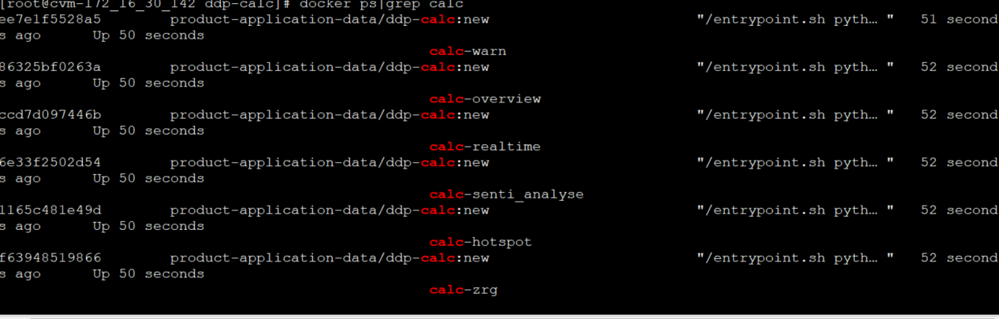 [root@cvm-172_16_30_142 ddp-calc]# docker ps|grep calc
ee7e1f5528a5 product-application-data/ddp-calc:new "/entrypoint.sh pyth… " 51 second
s ago Up 50 seconds
calc-warn
86325bf0263a product-application-data/ddp-calc:new "/entrypoint.sh pyth… " 52 second
s ago Up 50 seconds
calc-overview
ccd7d097446b product-application-data/ddp-calc:new "/entrypoint.sh pyth… " 52 second
s ago Up 50 seconds
calc-realtime
6e33f2502d54 product-application-data/ddp-calc:new "/entrypoint.sh pyth… " 52 second
s ago Up 50 seconds
calc-senti_analyse
1165c481e49d product-application-data/ddp-calc:new "/entrypoint.sh pyth… " 52 second
s ago Up 50 seconds
calc-hotspot
f63948519866 product-application-data/ddp-calc:new "/entrypoint.sh pyth… " 52 second
s ago Up 50 seconds
calc-zrg